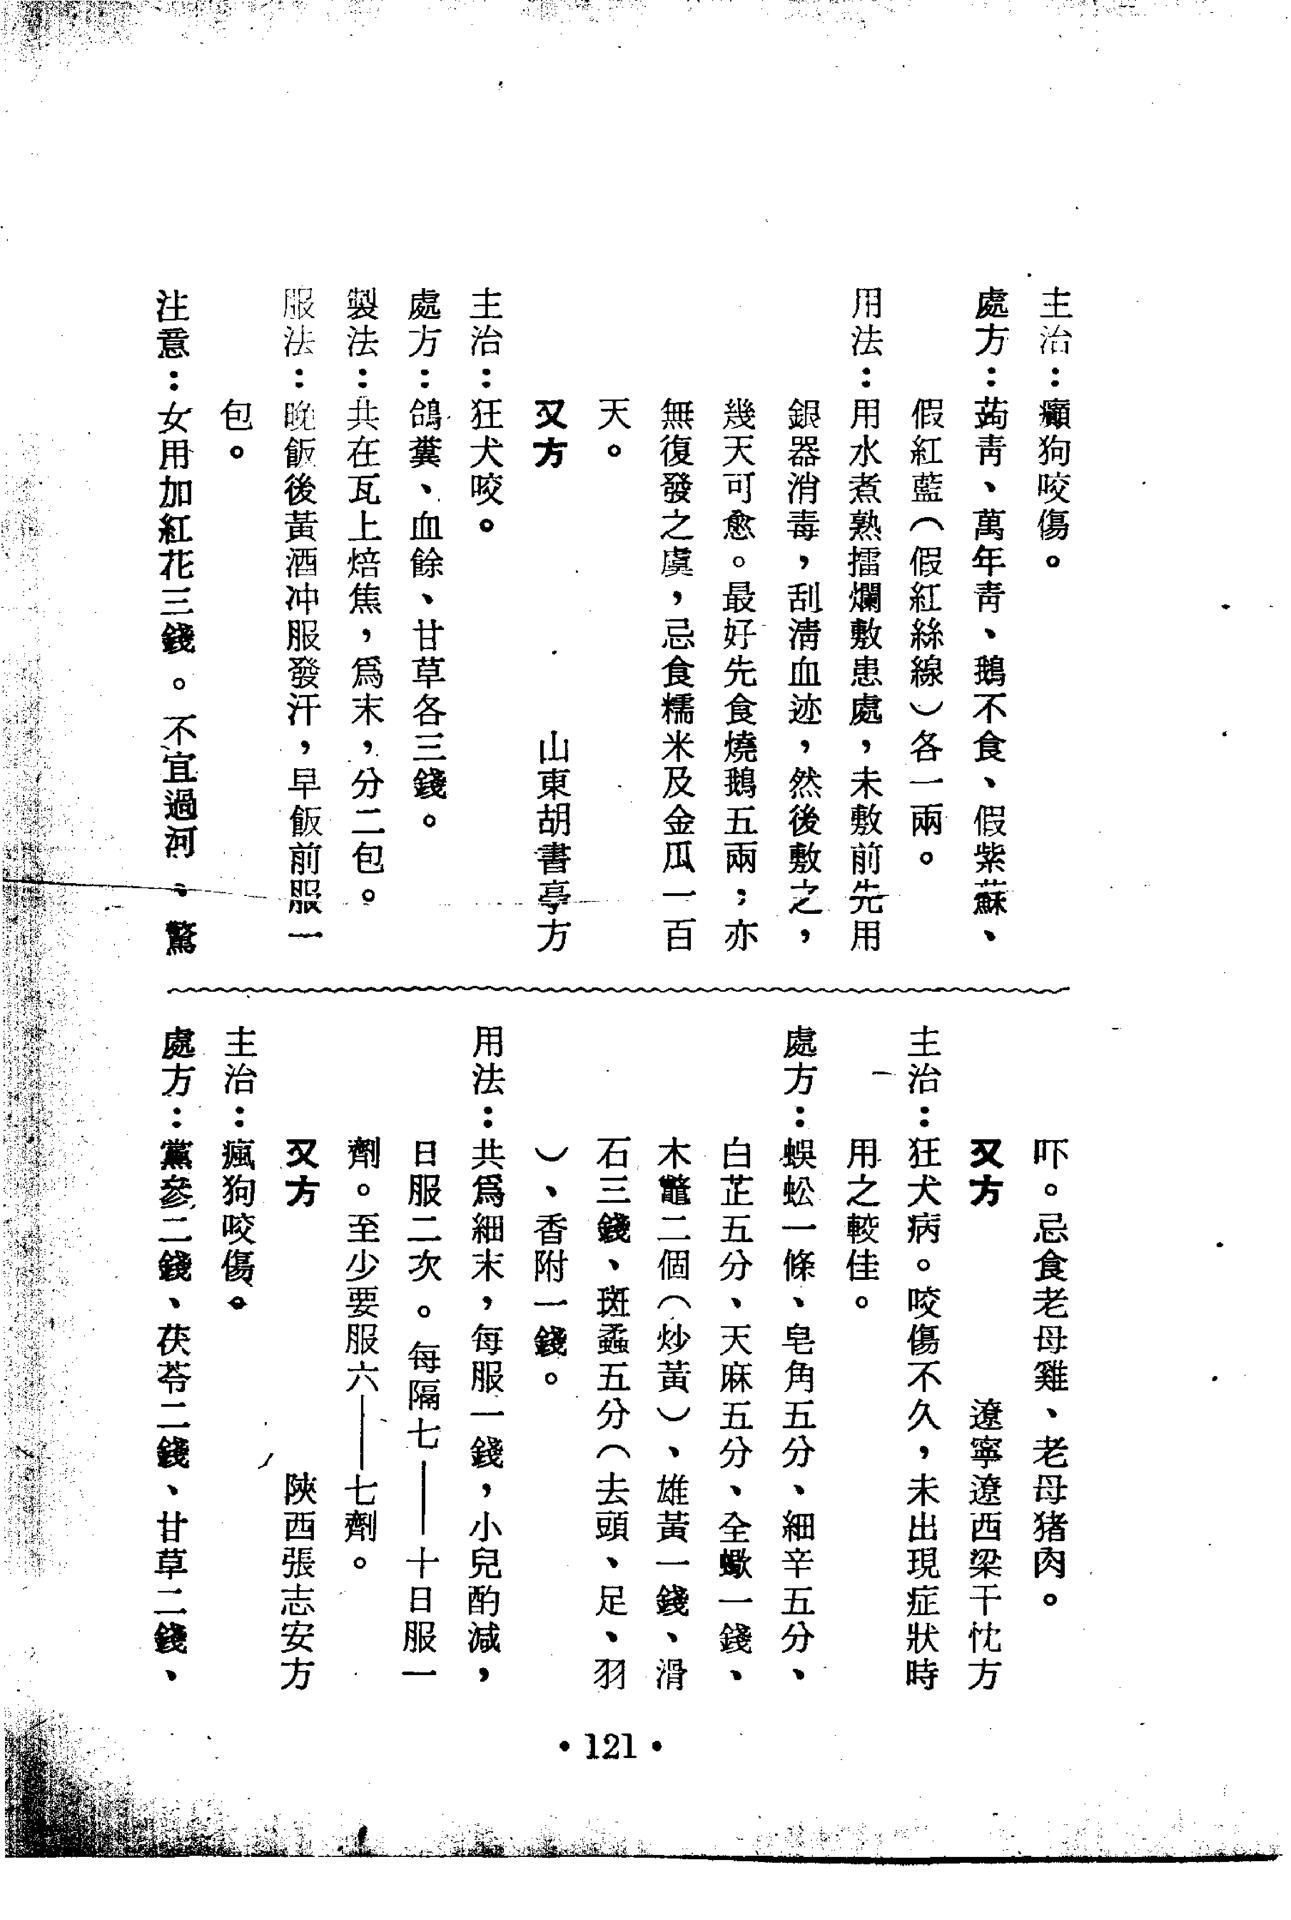 主治：癩狗咬傷。
處方：蒟青、萬年青、鵝不食、假紫蘇、
假紅藍（假紅絲線）各一兩。
用法：用水煮熟擂爛敷患處，未敷前先用
銀器消毒，刮清血迹，然後敷之，
幾天可愈。最好先食燒鵝五兩；亦
無復發之虞，忌食糯米及金瓜一百
天。
又方　山東胡書亭方
主治：狂犬咬。
處方：鴿糞、血餘、甘草各三錢。
製法：共在瓦上焙焦，爲末，分二包。
服法：晚飯後黃酒冲服發汗，早飯前服一
包。
注意：女用加紅花三錢。不宜過河、驚
吓。忌食老母雞、老母猪肉。
又方　遼寧遼西梁干忱方
主治：狂犬病。咬傷不久，未出現症狀時
用之較佳。
處方：蜈蚣一條、皂角五分、細辛五分、
白芷五分、天麻五分、全蠍一錢、
木鼈二個（炒黃）、雄黃一錢、滑
石三錢、斑蟊五分（去頭、足、羽
）、香附一錢。
用法：共爲細末，每服一錢，小兒酌減，
日服二次。每隔七——十日服一
劑。至少要服六——七劑。
又方　陝西張志安方
主治：瘋狗咬傷。
處方：黨參二錢、茯苓二錢、甘草二錢、
•121•